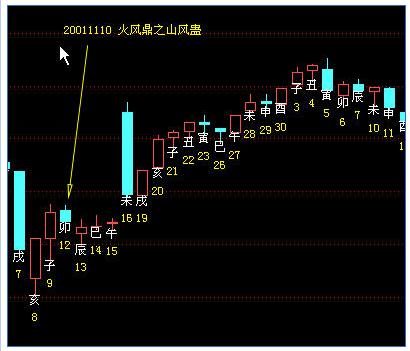 20011110 火风鼎之山风蛊
戌
7
亥
8
子
9
卯
12
辰
13
巳
14
午
15
未
16
戌
19
亥
20
子
21
丑
22
寅
23
巳
26
午
27
未
28
申
29
酉
30
子
3
丑
4
寅
5
卯
6
辰
7
未
10
申
11